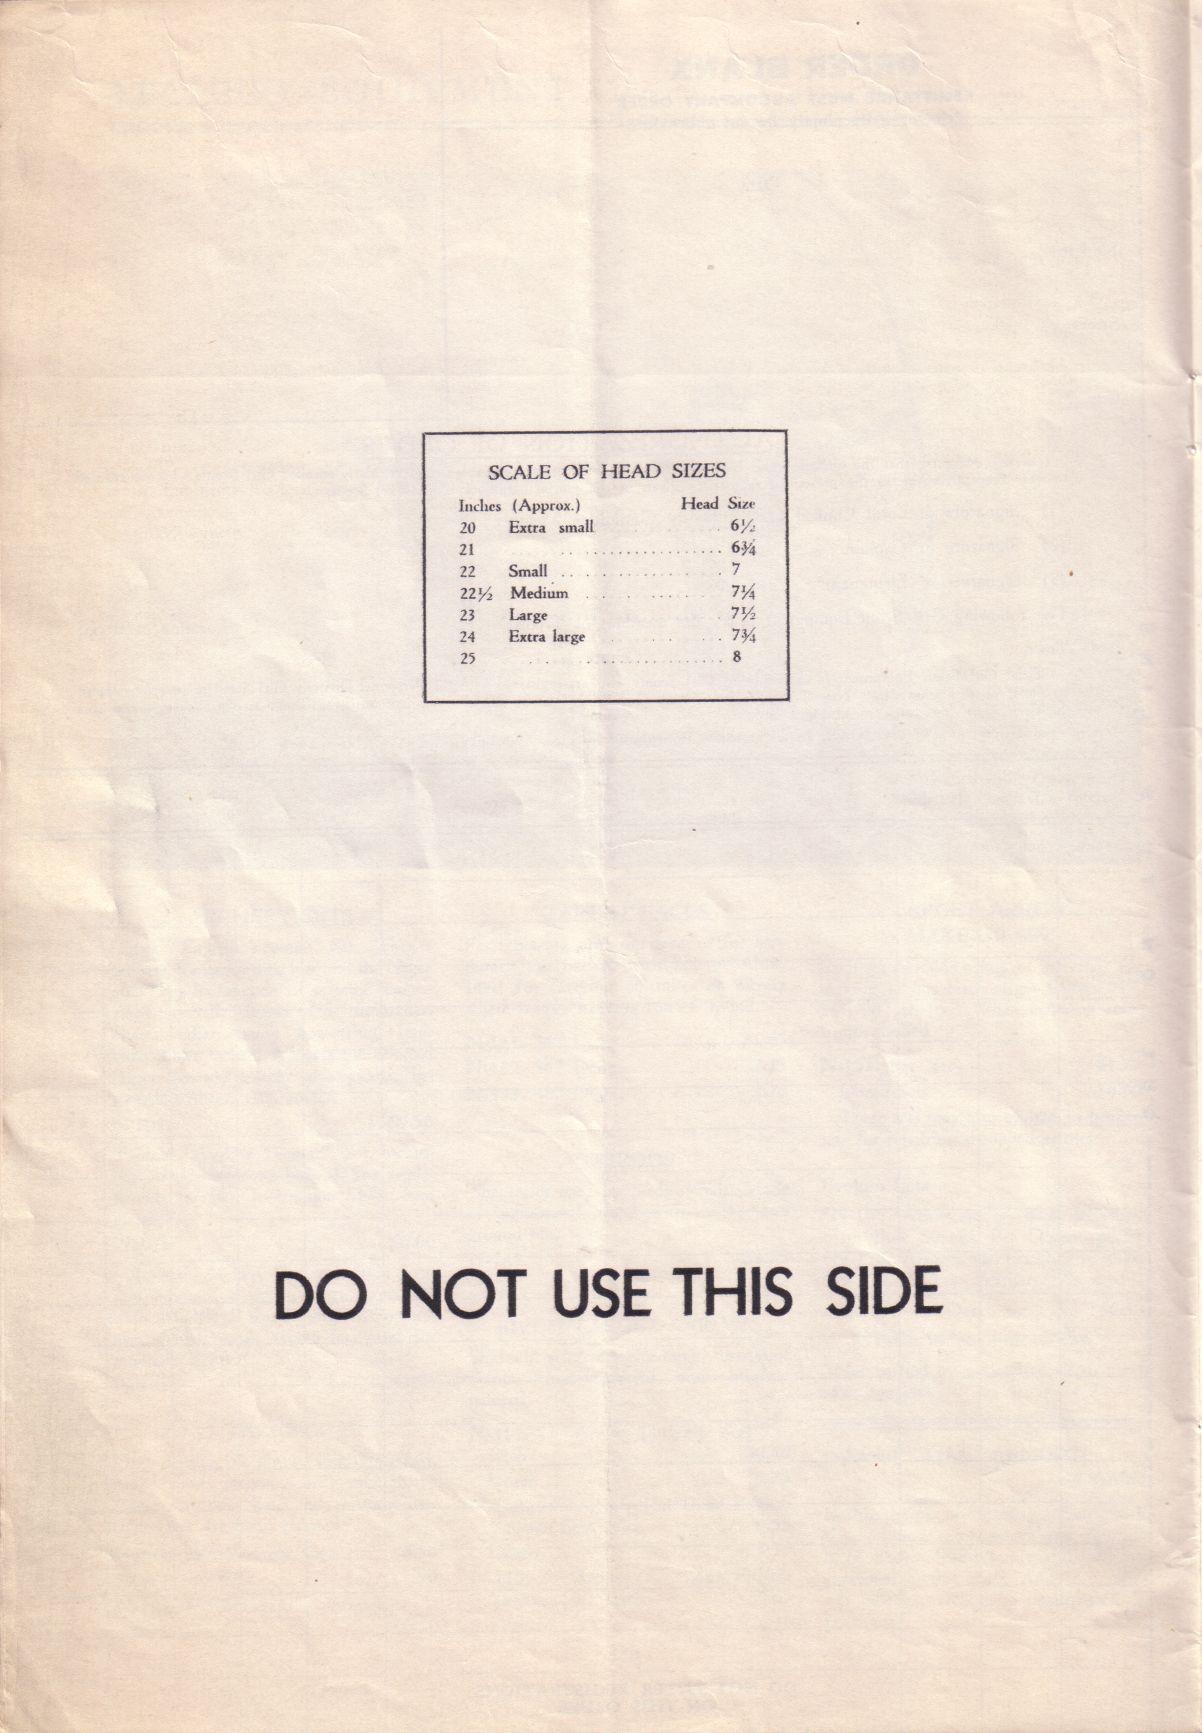 SCALE OF HEAD SIZES
Inches (Approx.) Head Size
20 Extra small 6½
21 6¾
22 Small 7
22½ Medium 7¼
23 Large 7½
24 Extra large 7¾
25 8
DO NOT USE THIS SIDE